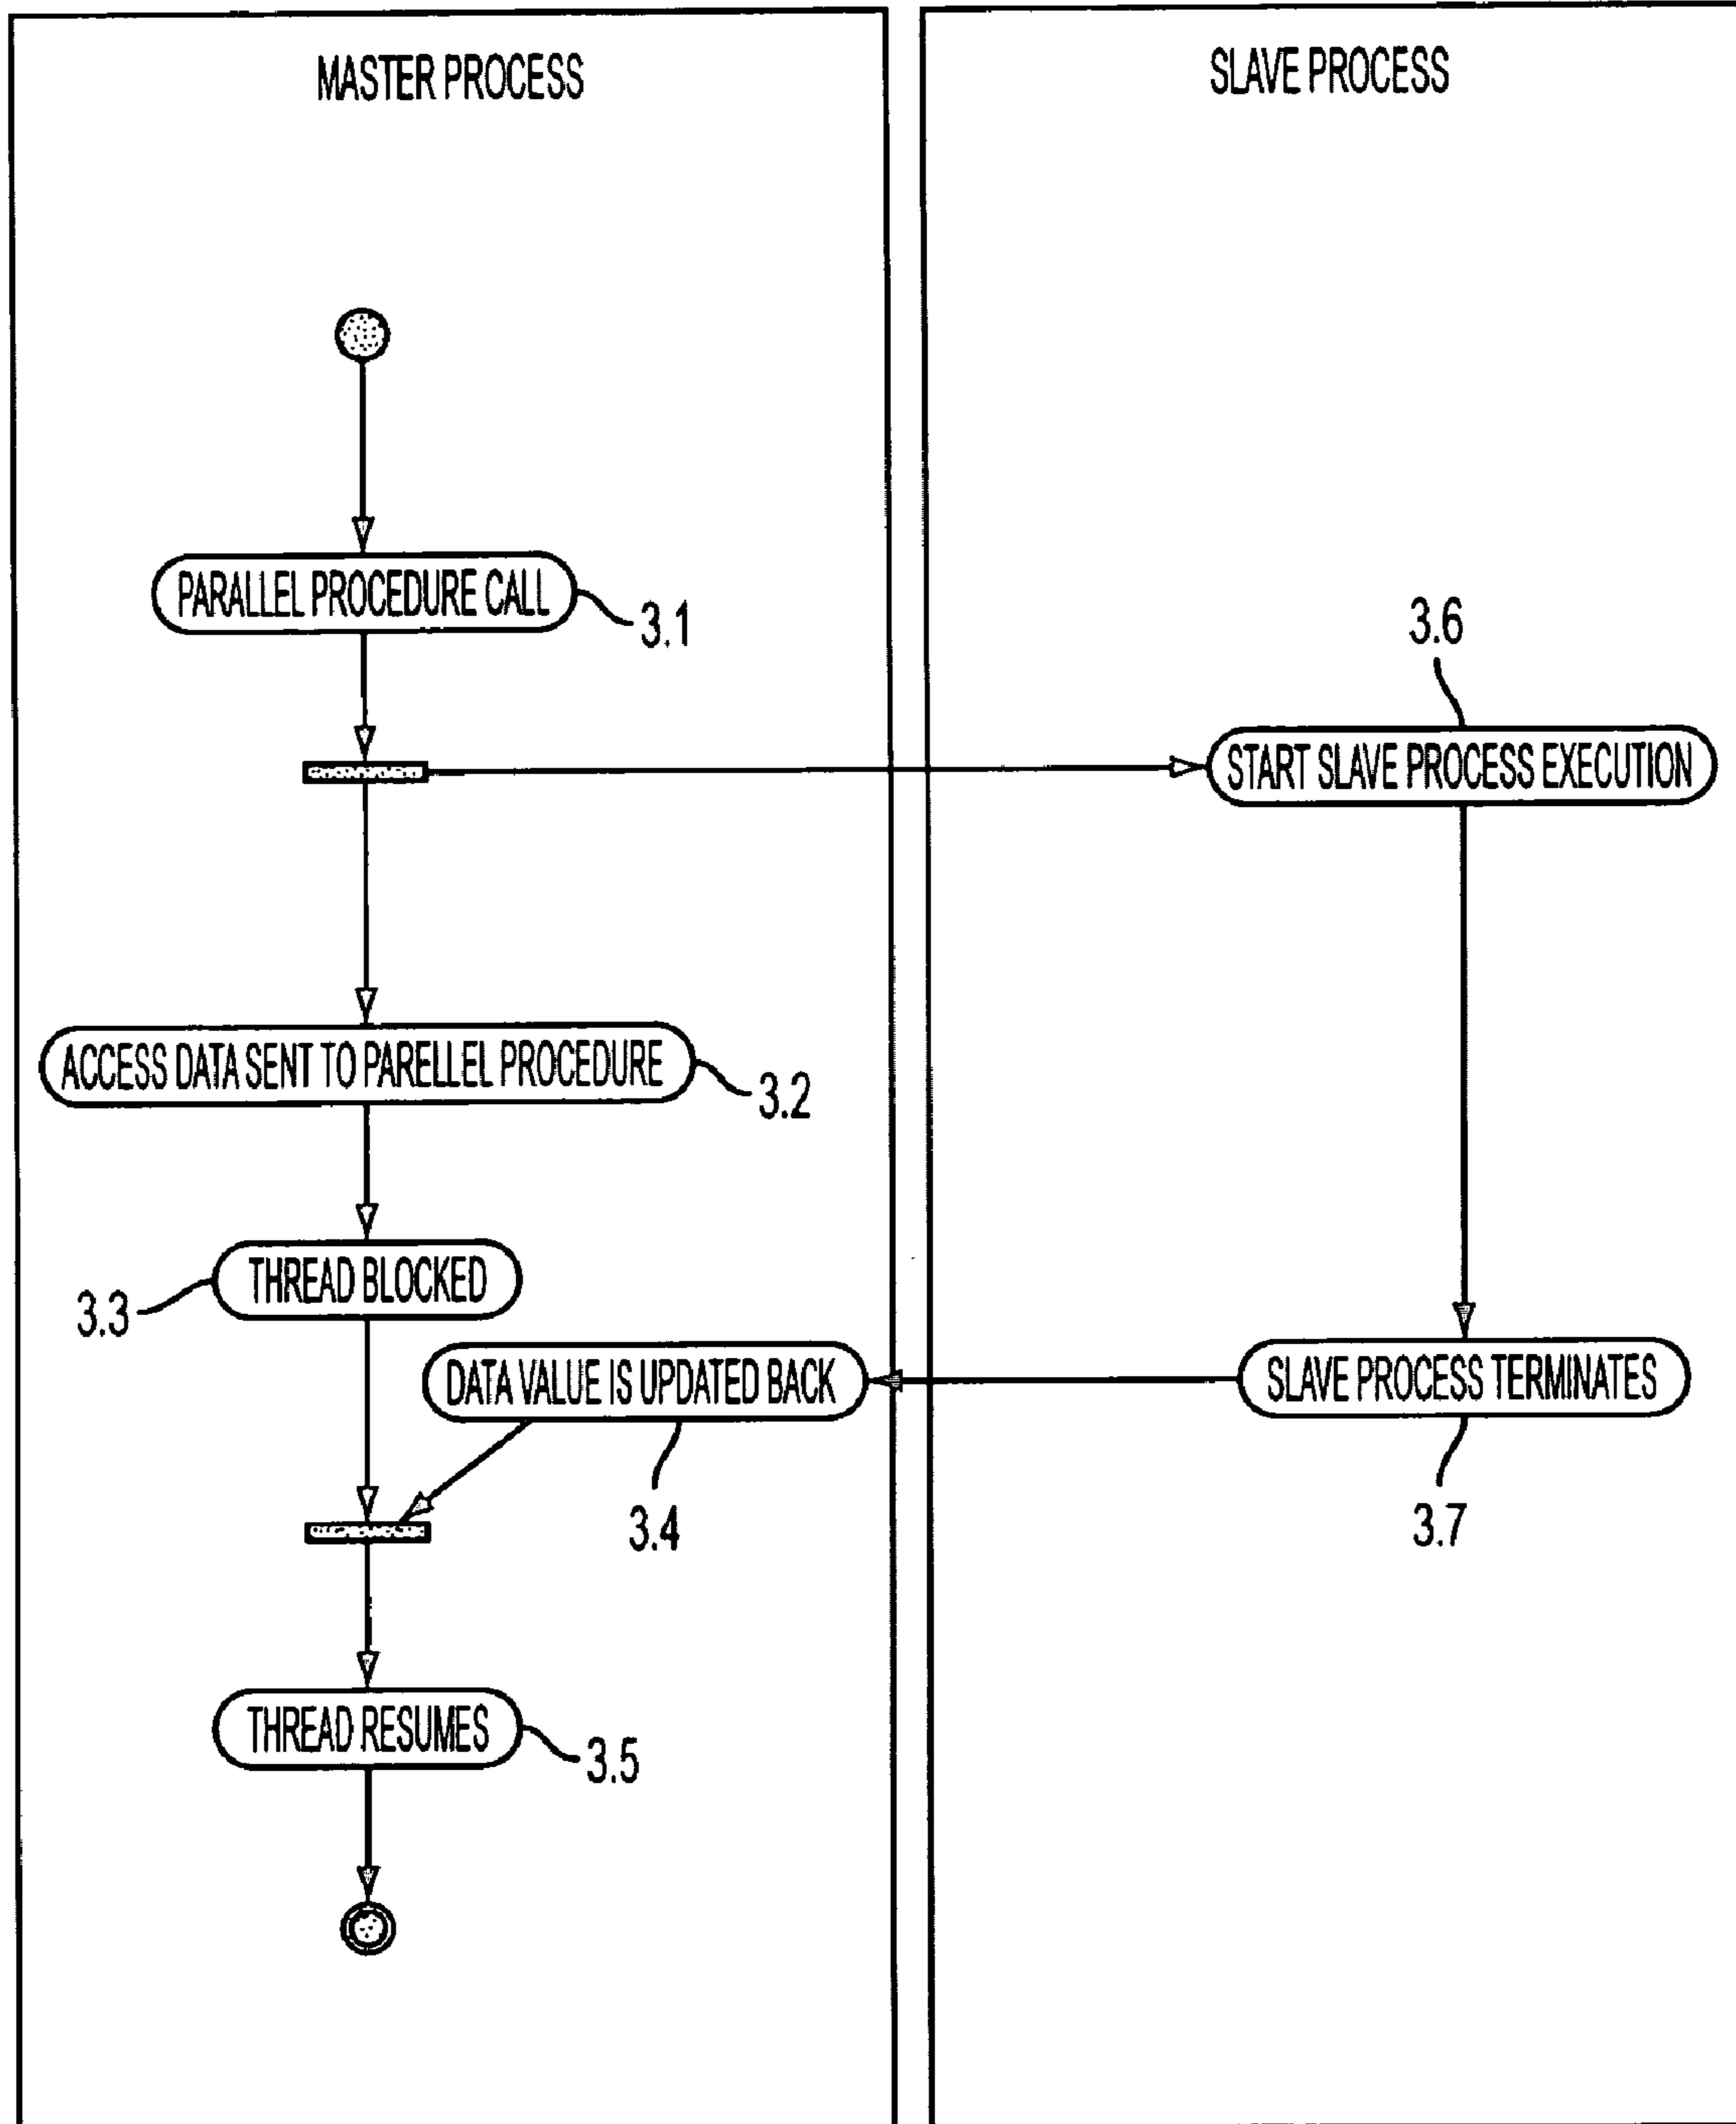 MASTER PROCESS
SLAVE PROCESS
PARALLEL PROCEDURE CALL
3.1
3.6
START SLAVE PROCESS EXECUTION
ACCESS DATA SENT TO PARELLEL PROCEDURE
3.2
THREAD BLOCKED
3.3
DATA VALUE IS UPDATED BACK
3.4
SLAVE PROCESS TERMINATES
3.7
THREAD RESUMES
3.5